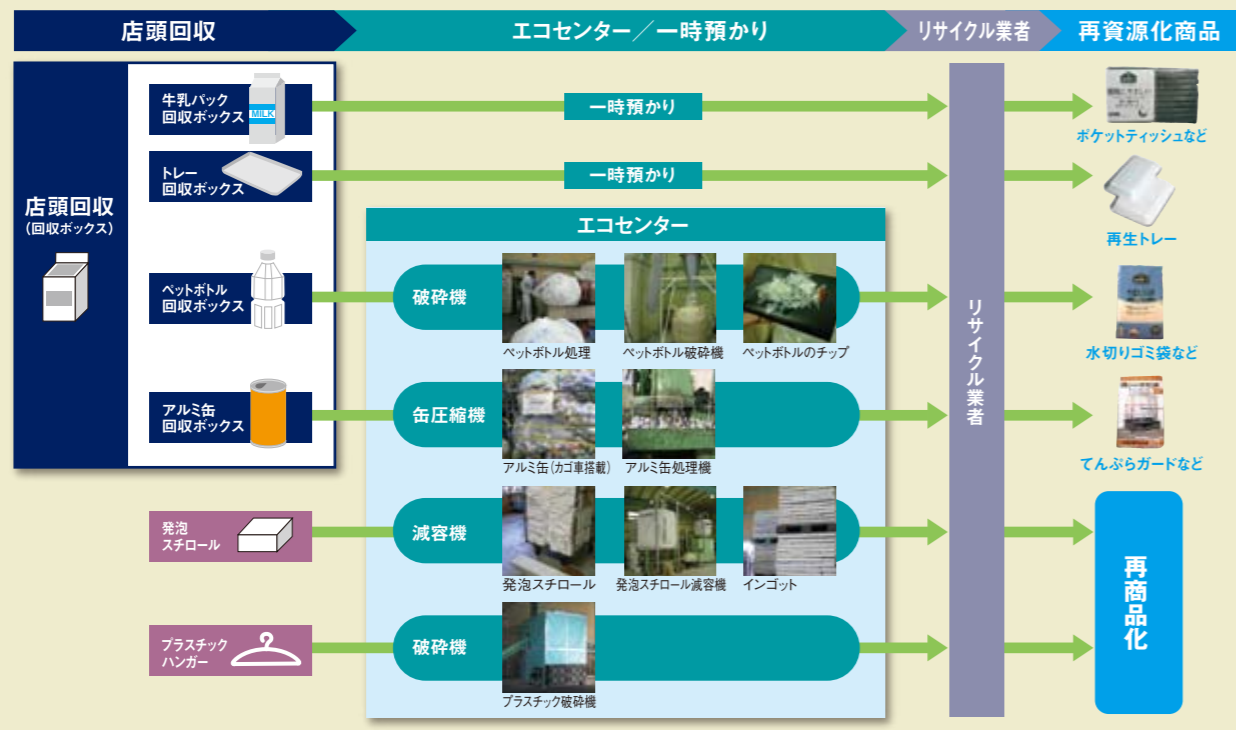 店頭回収
エコセンター／一時預かり
リサイクル業者
再資源化商品
店頭回収
(回収ボックス)
牛乳パック
回収ボックス
MILK
一時預かり
ポケットティッシュなど
トレー
回収ボックス
一時預かり
再生トレー
エコセンター
ペットボトル
回収ボックス
破砕機
ペットボトル処理
ペットボトル破砕機
ペットボトルのチップ
水切りゴミ袋など
アルミ缶
回収ボックス
缶圧縮機
アルミ缶(カゴ車搭載)
アルミ缶処理機
てんぷらガードなど
リサイクル業者
発泡
スチロール
減容機
発泡スチロール
発泡スチロール減容機
インゴット
プラスチック
ハンガー
破砕機
プラスチック破砕機
再商品化